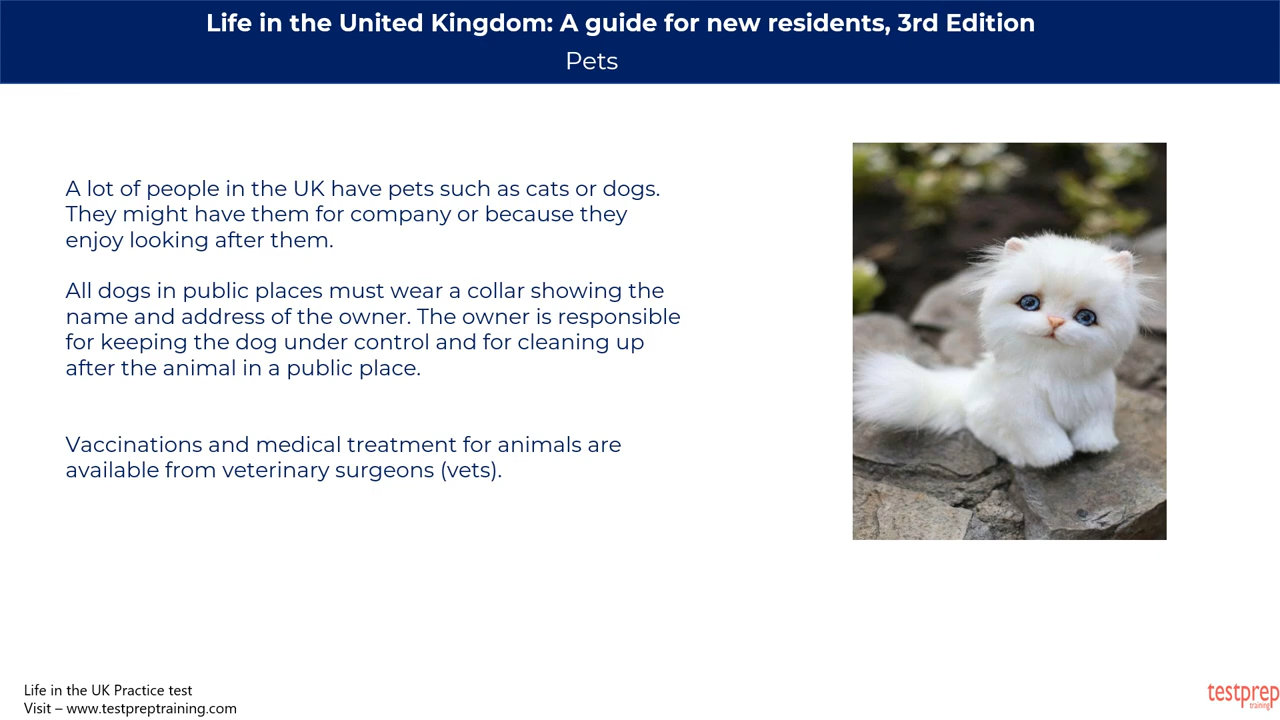 Life in the United Kingdom: A guide for new residents, 3rd Edition
Pets
A lot of people in the UK have pets such as cats or dogs.
They might have them for company or because they
enjoy looking after them.
All dogs in public places must wear a collar showing the
name and address of the owner. The owner is responsible
for keeping the dog under control and for cleaning up
after the animal in a public place.
Vaccinations and medical treatment for animals are
available from veterinary surgeons (vets).
Life in the UK Practice test
Visit – www.testpreptraining.com
testprep
training